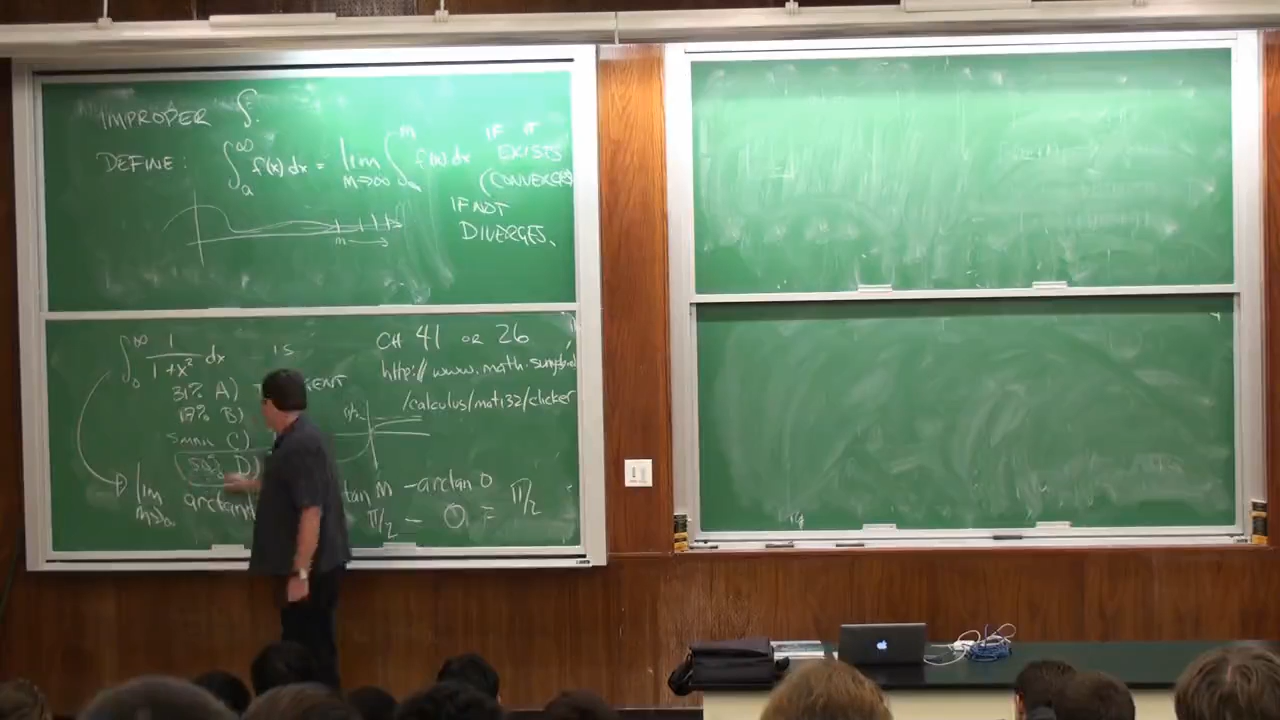 IMPROPER ∫.
DEFINE: ∫_a^∞ f(x) dx = lim_{M→∞} ∫_a^M f(x) dx
IF IT
EXISTS
(CONVERGES
IF NOT
DIVERGES.
M →
∫_0^∞ 1/(1+x²) dx IS
31% A)
17% B)
SMALL C)
50% D)
π/2
CH 41 OR 26
http://www.math.
/calculus/mat132/clicker
lim arctan
tan M - arctan 0
π/2 - 0 = π/2